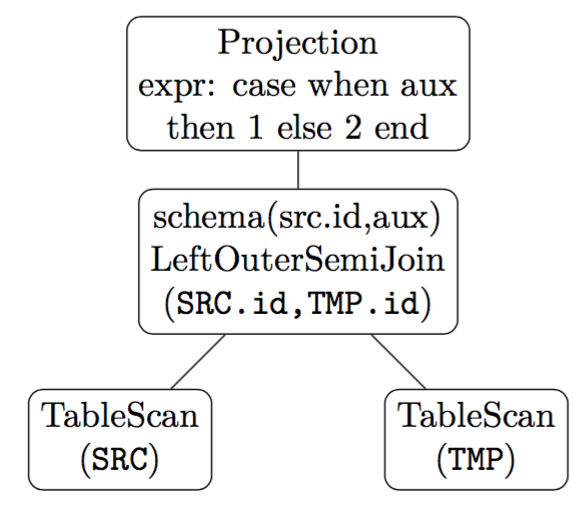 Projection
expr: case when aux
then 1 else 2 end
schema(src.id,aux)
LeftOuterSemiJoin
(SRC.id,TMP.id)
TableScan
(SRC)
TableScan
(TMP)